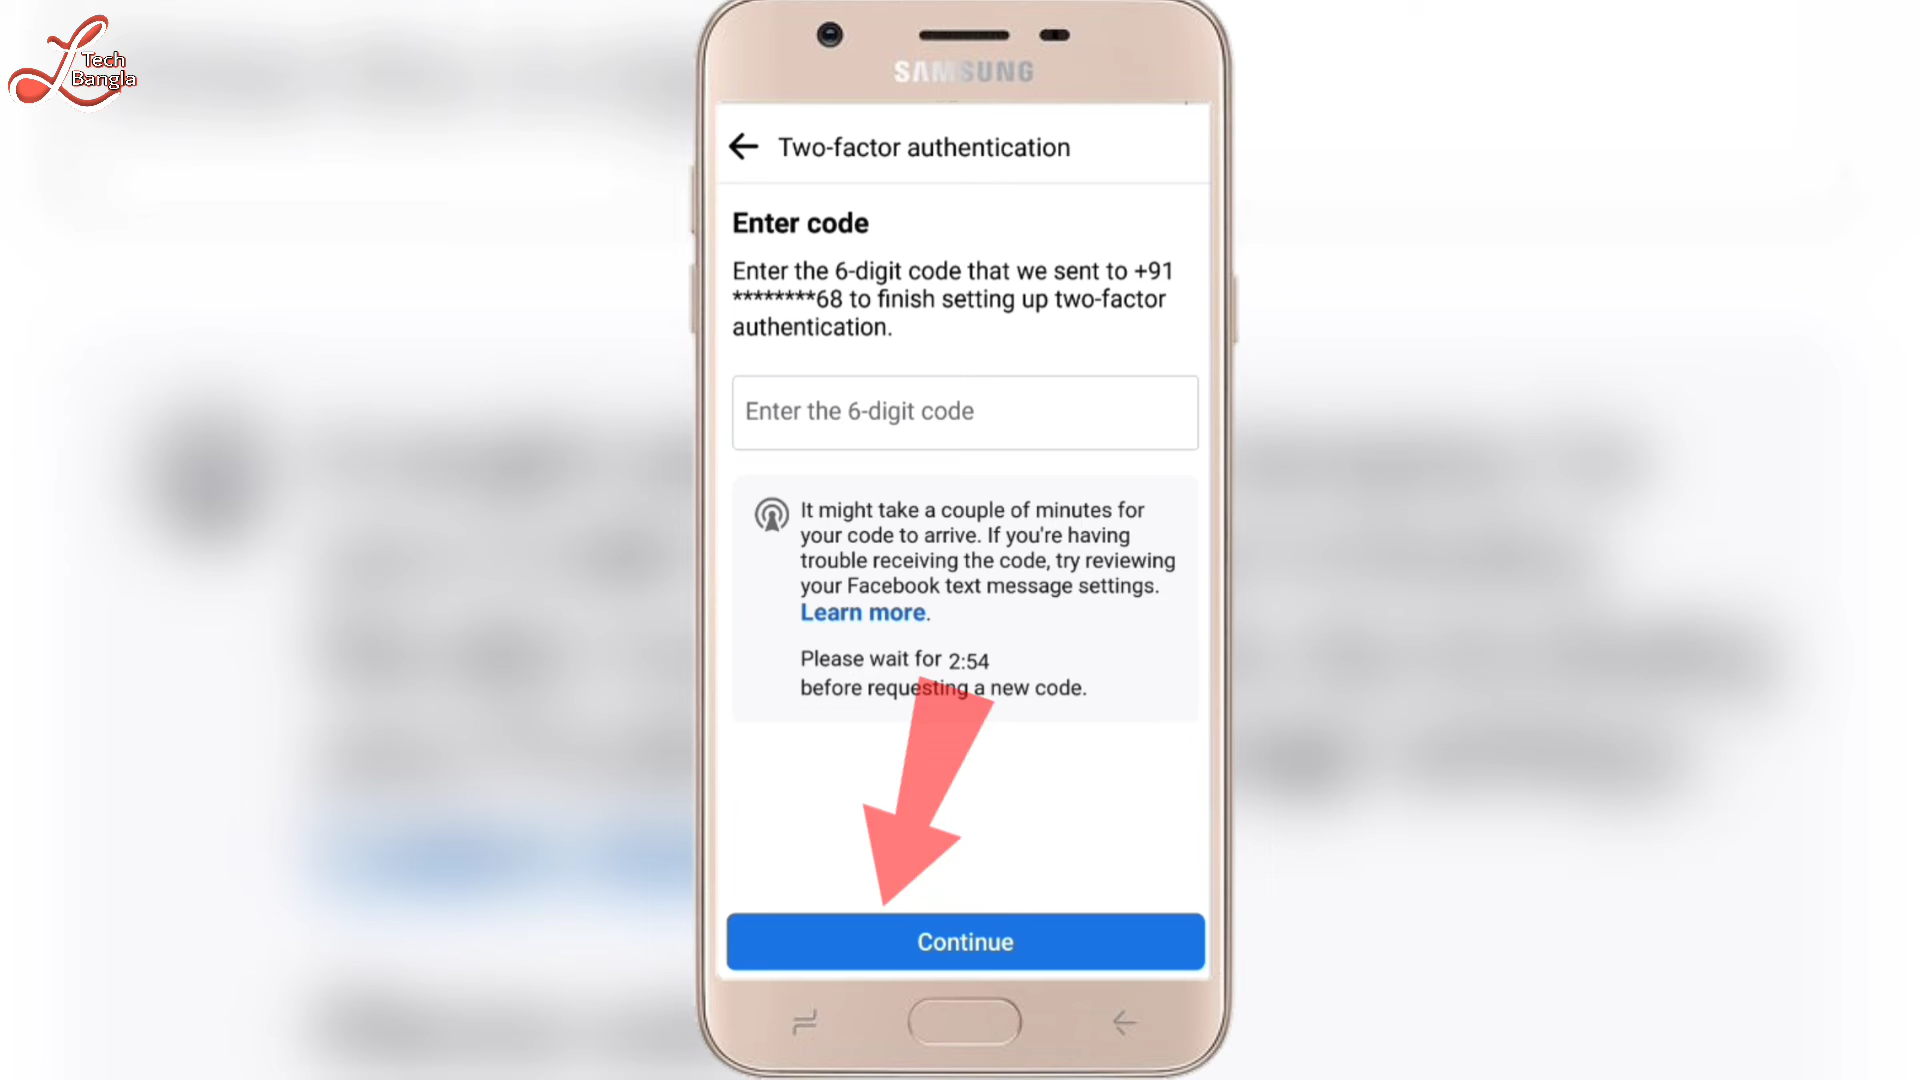 Tech
Bangla
SAMSUNG
Two-factor authentication
Enter code
Enter the 6-digit code that we sent to +91
********68 to finish setting up two-factor
authentication.
Enter the 6-digit code
It might take a couple of minutes for
your code to arrive. If you're having
trouble receiving the code, try reviewing
your Facebook text message settings.
Learn more.
Please wait for 2:54
before requesting a new code.
Continue